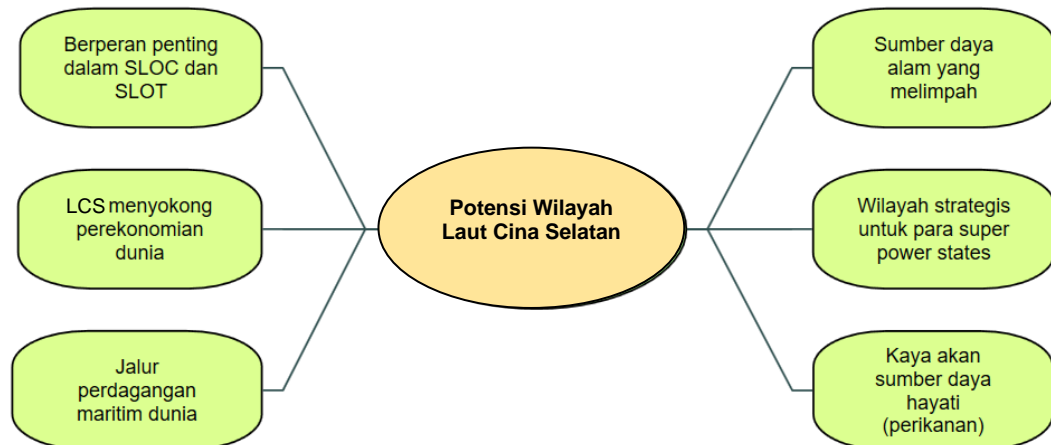 Berperan penting
dalam SLOC dan
SLOT
LCS menyokong
perekonomian
dunia
Jalur
perdagangan
maritim dunia
Potensi Wilayah
Laut Cina Selatan
Sumber daya
alam yang
melimpah
Wilayah strategis
untuk para super
power states
Kaya akan
sumber daya
hayati
(perikanan)